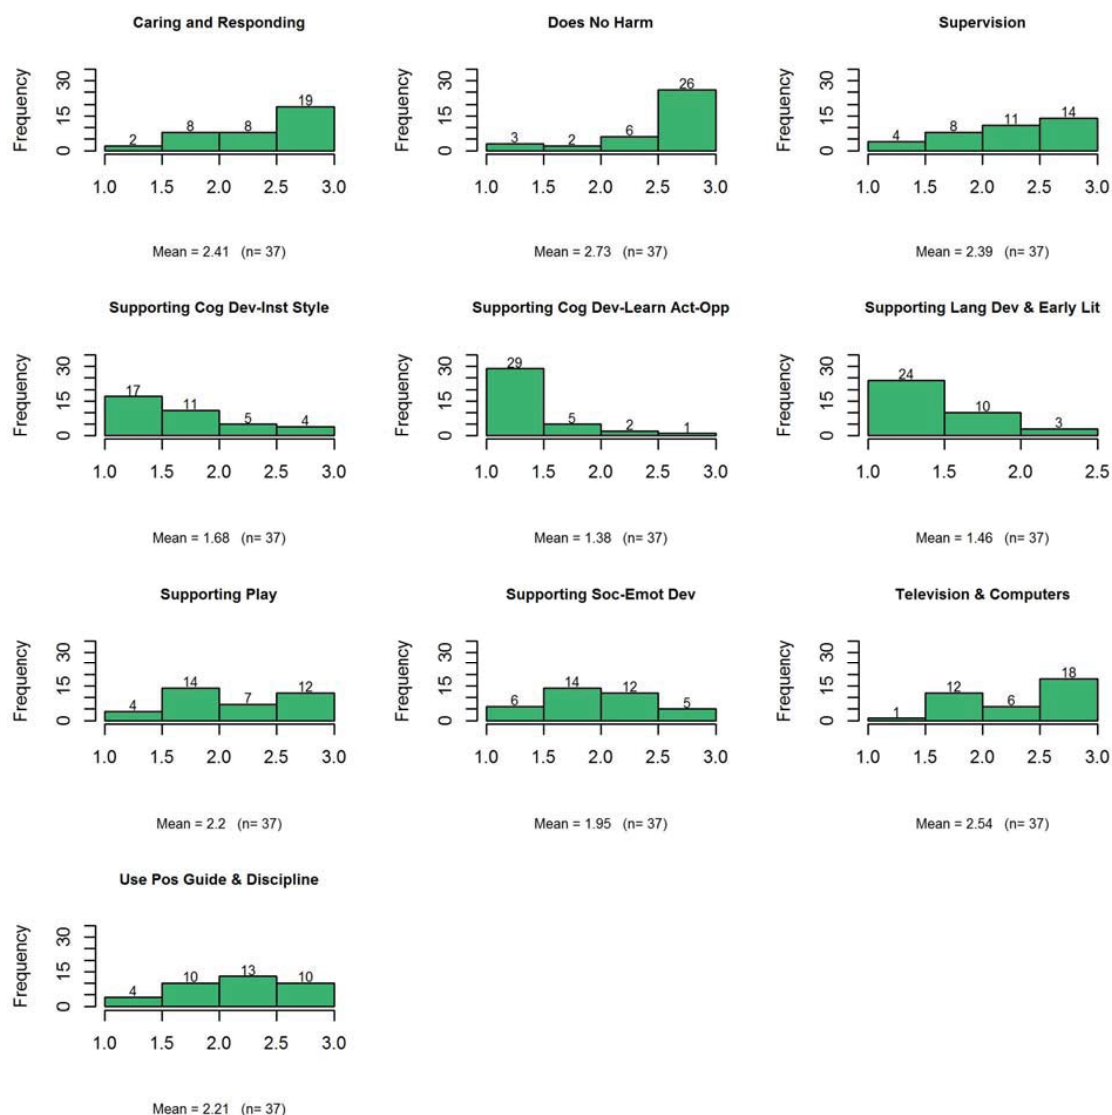 Caring and Responding
Frequency
30
15
0
2
8
8
19
1.0 1.5 2.0 2.5 3.0
Mean = 2.41 (n= 37)
Does No Harm
Frequency
30
15
0
3
2
6
26
1.0 1.5 2.0 2.5 3.0
Mean = 2.73 (n= 37)
Supervision
Frequency
30
15
0
4
8
11
14
1.0 1.5 2.0 2.5 3.0
Mean = 2.39 (n= 37)
Supporting Cog Dev-Inst Style
Frequency
30
15
0
17
11
5
4
1.0 1.5 2.0 2.5 3.0
Mean = 1.68 (n= 37)
Supporting Cog Dev-Learn Act-Opp
Frequency
30
15
0
29
5
2
1
1.0 1.5 2.0 2.5 3.0
Mean = 1.38 (n= 37)
Supporting Lang Dev & Early Lit
Frequency
30
15
0
24
10
3
1.0 1.5 2.0 2.5
Mean = 1.46 (n= 37)
Supporting Play
Frequency
30
15
0
4
14
7
12
1.0 1.5 2.0 2.5 3.0
Mean = 2.2 (n= 37)
Supporting Soc-Emot Dev
Frequency
30
15
0
6
14
12
5
1.0 1.5 2.0 2.5 3.0
Mean = 1.95 (n= 37)
Television & Computers
Frequency
30
15
0
1
12
6
18
1.0 1.5 2.0 2.5 3.0
Mean = 2.54 (n= 37)
Use Pos Guide & Discipline
Frequency
30
15
0
4
10
13
10
1.0 1.5 2.0 2.5 3.0
Mean = 2.21 (n= 37)